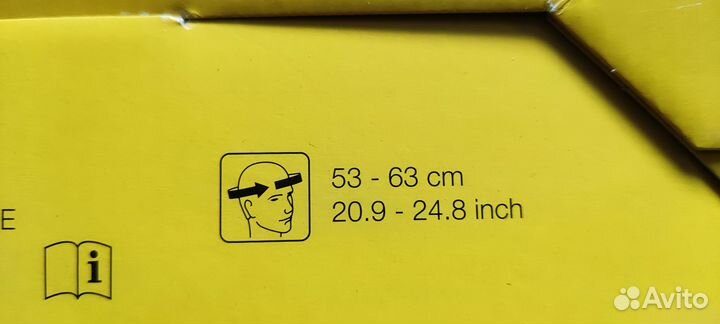 53 - 63 cm
20.9 - 24.8 inch
E
i
Avito